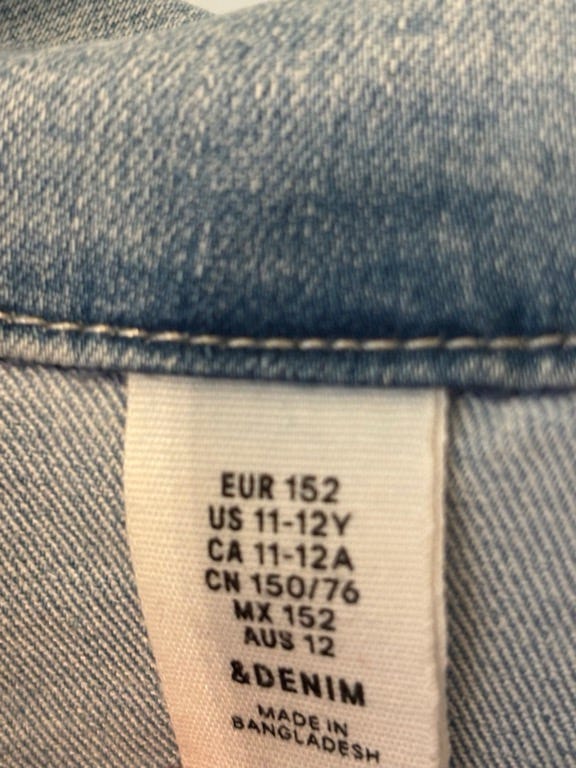 EUR 152
US 11-12Y
CA 11-12A
CN 150/76
MX 152
AUS 12
&DENIM
MADE IN
BANGLADESH